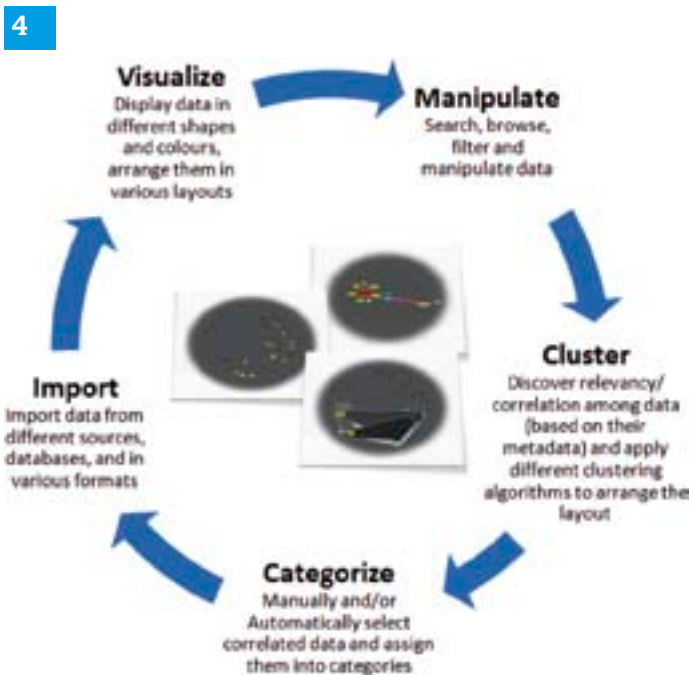 4
Visualize
Display data in
different shapes
and colours,
arrange them in
various layouts
Manipulate
Search, browse,
filter and
manipulate data
Cluster
Discover relevancy/
correlation among data
(based on their
metadata) and apply
different clustering
algorithms to arrange the
layout
Categorize
Manually and/or
Automatically select
correlated data and assign
them into categories
Import
Import data from
different sources,
databases, and in
various formats